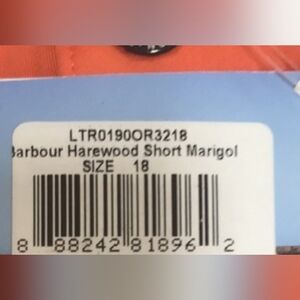 LTR0190OR3218
Barbour Harewood Short Marigol
SIZE 18
8 88242 81896 2